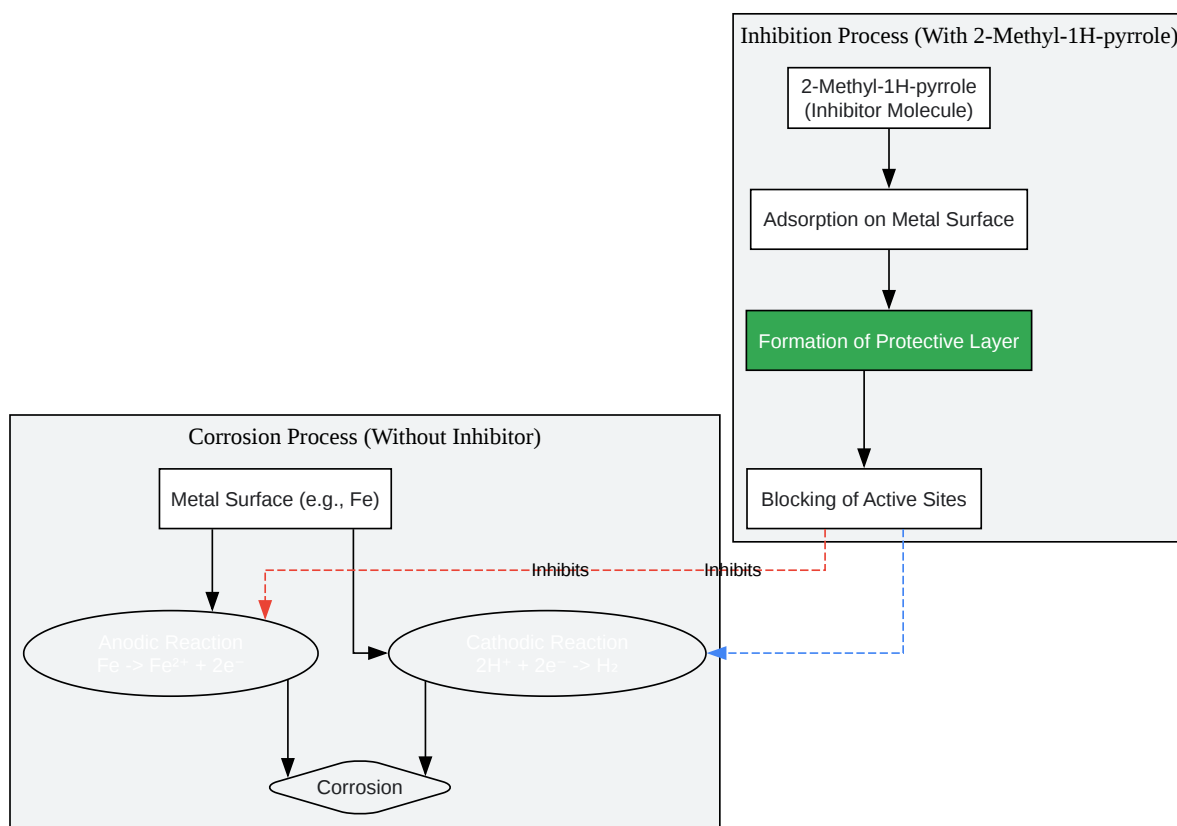 Inhibition Process (With 2-Methyl-1H-pyrrole)
2-Methyl-1H-pyrrole
(Inhibitor Molecule)
Adsorption on Metal Surface
Formation of Protective Layer
Blocking of Active Sites
Corrosion Process (Without Inhibitor)
Metal Surface (e.g., Fe)
Inhibits
Inhibits
Anodic Reaction
Fe -> Fe²⁺ + 2e⁻
Cathodic Reaction
2H⁺ + 2e⁻ -> H₂
Corrosion